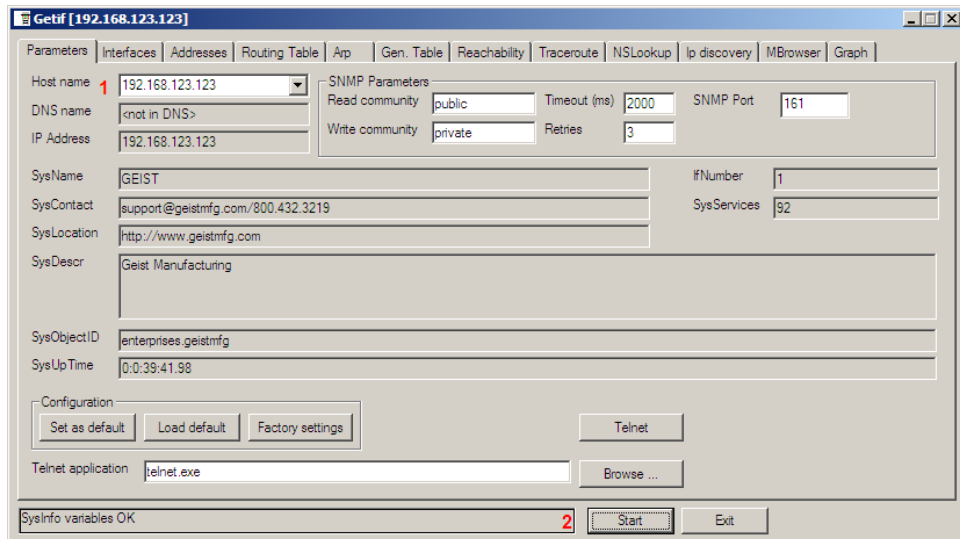 Getif [192.168.123.123]
Parameters Interfaces Addresses Routing Table Arp Gen. Table Reachability Traceroute NSLookup Ip discovery MBrowser Graph
Host name 1 192.168.123.123
DNS name <not in DNS>
IP Address 192.168.123.123
SNMP Parameters
Read community public Timeout (ms) 2000 SNMP Port 161
Write community private Retries 3
SysName GEIST IfNumber 1
SysContact support@geistmfg.com/800.432.3219 SysServices 92
SysLocation http://www.geistmfg.com
SysDescr Geist Manufacturing
SysObjectID enterprises.geistmfg
SysUpTime 0:0:39:41.98
Configuration
Set as default Load default Factory settings Telnet
Telnet application telnet.exe Browse ...
SysInfo variables OK 2 Start Exit